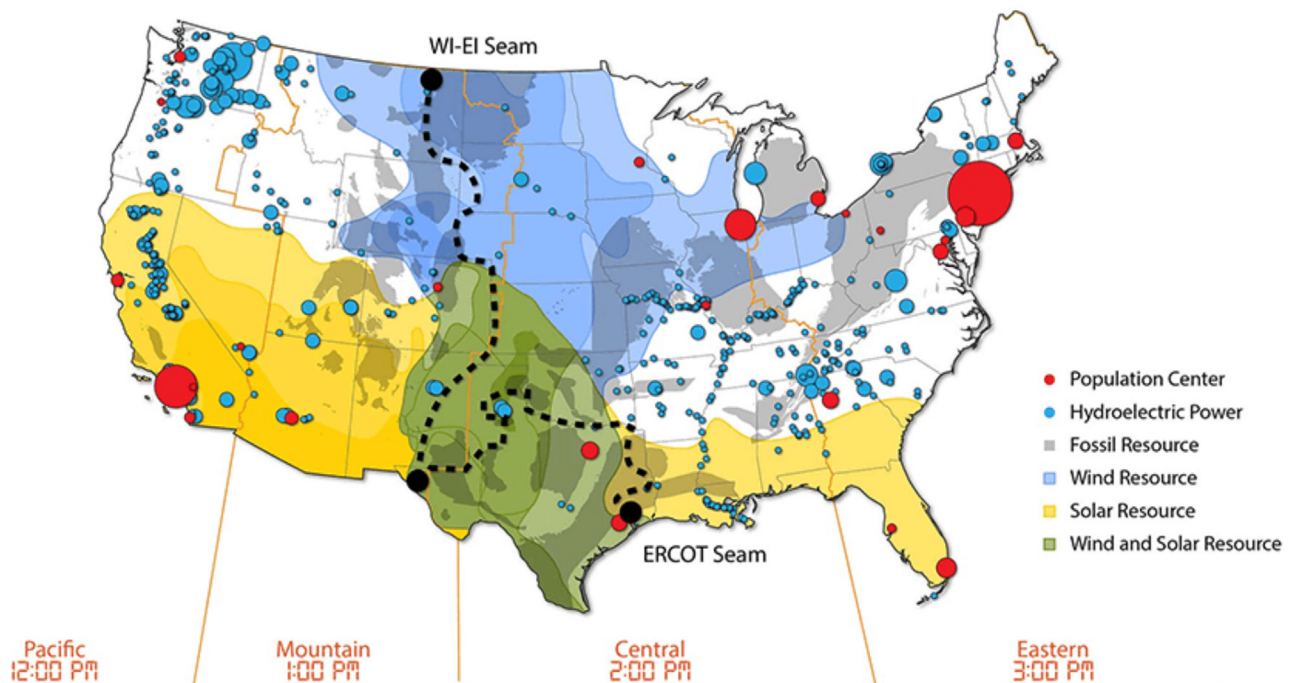 WI-EI Seam
Population Center
Hydroelectric Power
Fossil Resource
Wind Resource
Solar Resource
Wind and Solar Resource
ERCOT Seam
Pacific
12:00 PM
Mountain
1:00 PM
Central
2:00 PM
Eastern
3:00 PM